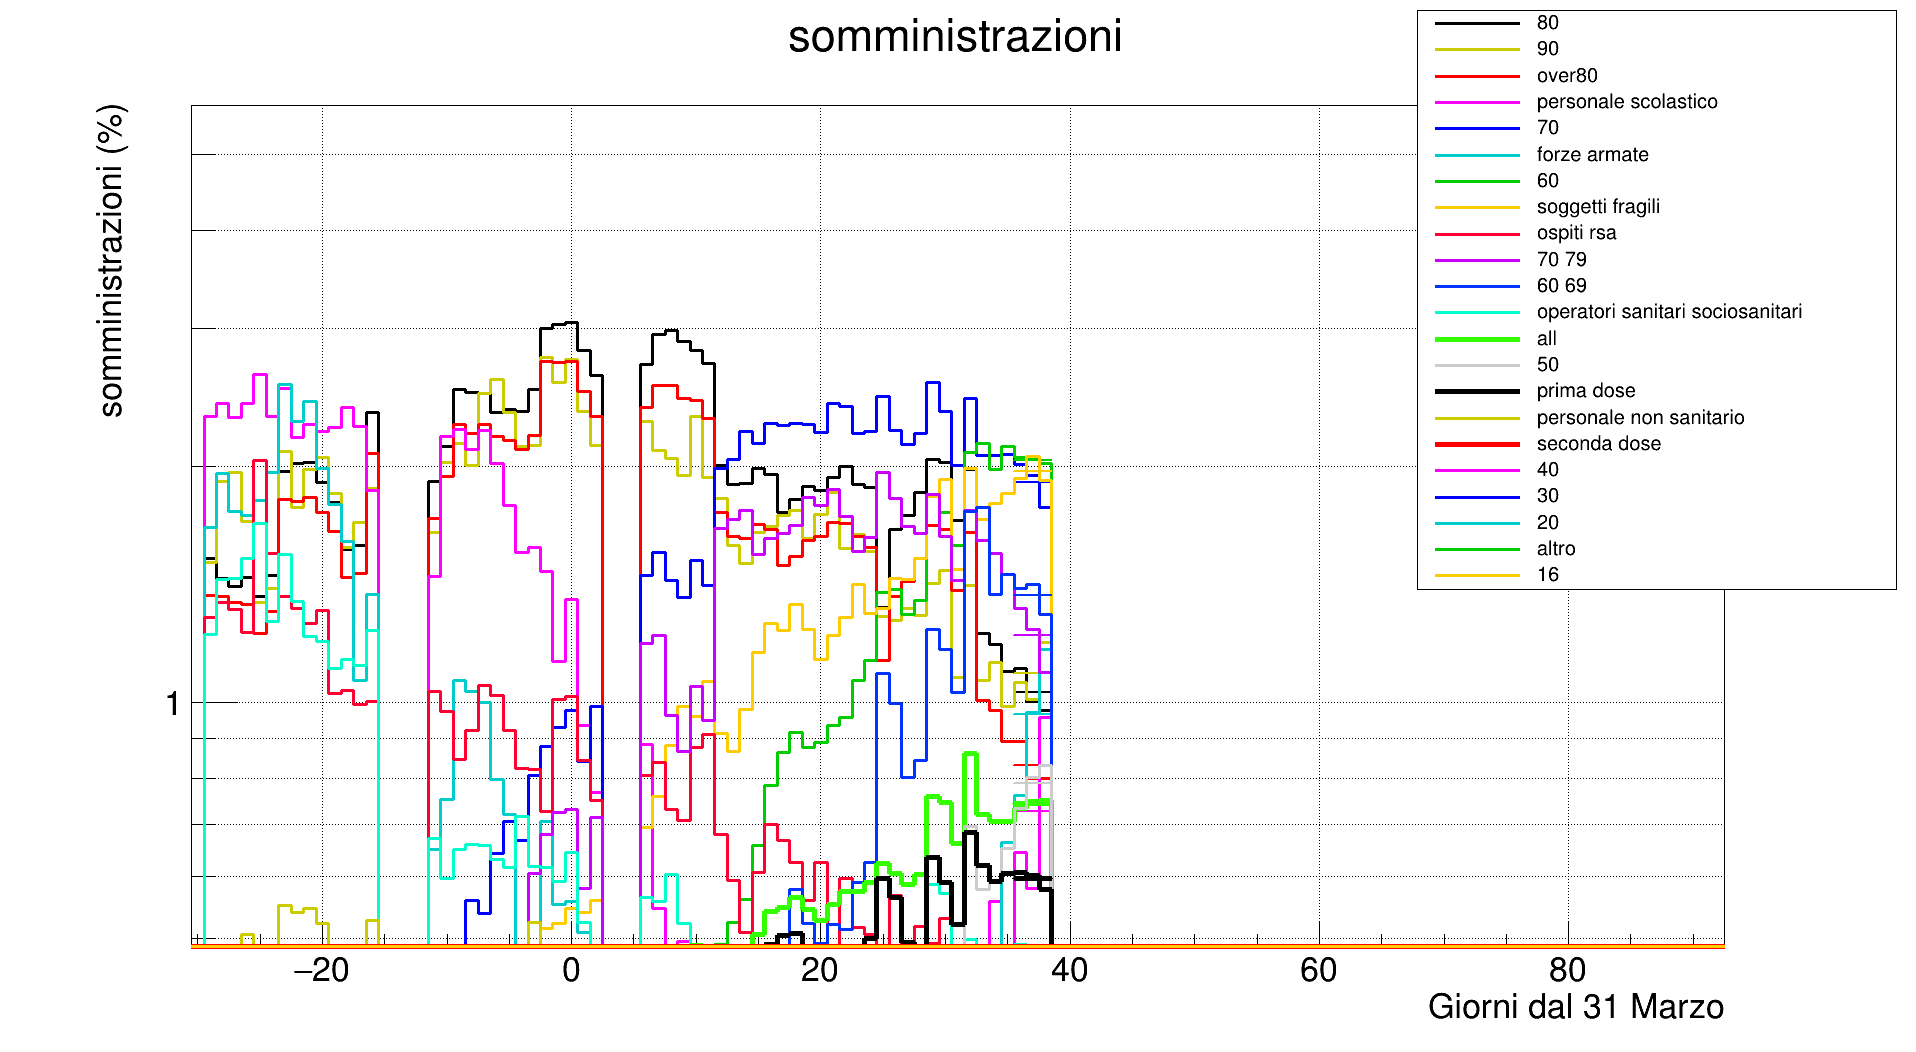 somministrazioni
somministrazioni (%)
80
90
over80
personale scolastico
70
forze armate
60
soggetti fragili
ospiti rsa
70 79
60 69
operatori sanitari sociosanitari
all
50
prima dose
personale non sanitario
seconda dose
40
30
20
altro
16
1
−20 0 20 40 60 80
Giorni dal 31 Marzo